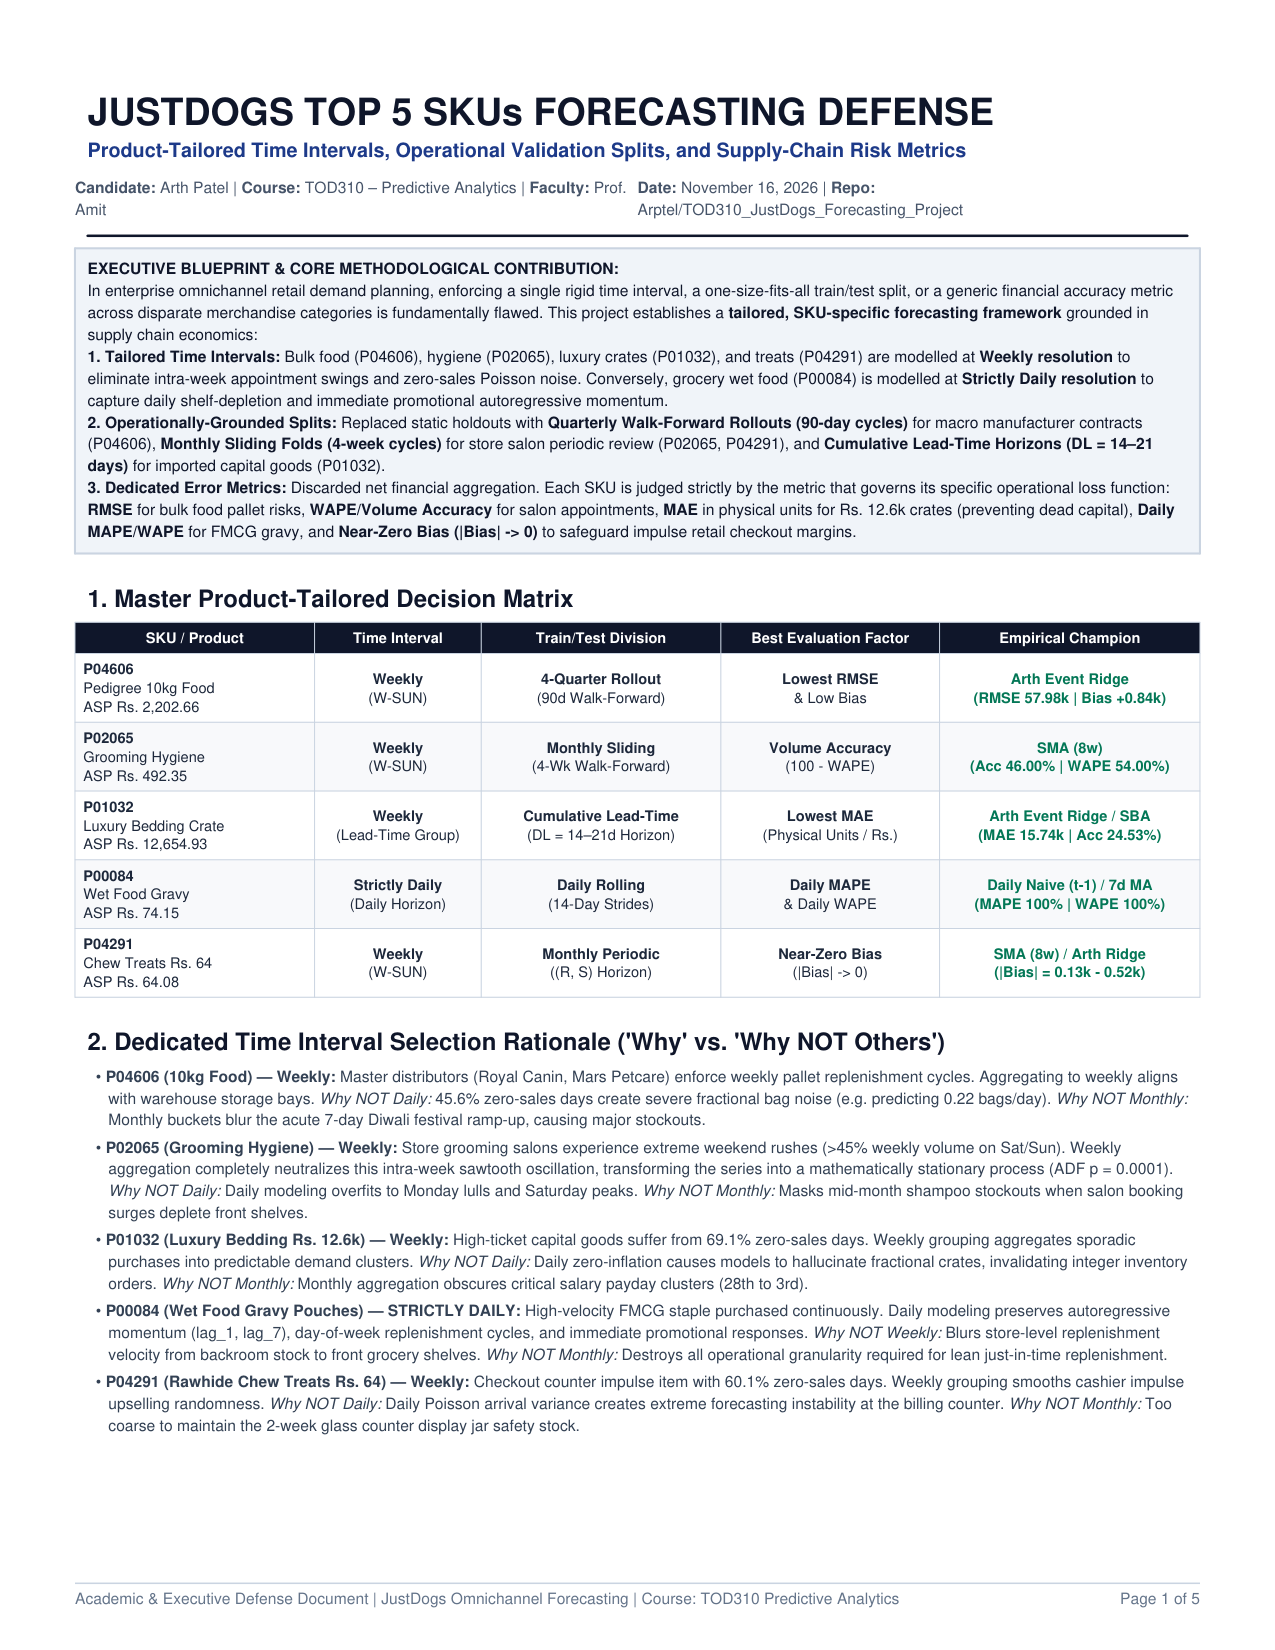 JUSTDOGS TOP 5 SKUs FORECASTING DEFENSE
Product-Tailored Time Intervals, Operational Validation Splits, and Supply-Chain Risk Metrics
Candidate: Arth Patel | Course: TOD310 – Predictive Analytics | Faculty: Prof. Amit
Date: November 16, 2026 | Repo: Arptel/TOD310_JustDogs_Forecasting_Project
EXECUTIVE BLUEPRINT & CORE METHODOLOGICAL CONTRIBUTION:
In enterprise omnichannel retail demand planning, enforcing a single rigid time interval, a one-size-fits-all train/test split, or a generic financial accuracy metric
across disparate merchandise categories is fundamentally flawed. This project establishes a tailored, SKU-specific forecasting framework grounded in
supply chain economics:
1. Tailored Time Intervals: Bulk food (P04606), hygiene (P02065), luxury crates (P01032), and treats (P04291) are modelled at Weekly resolution to
eliminate intra-week appointment swings and zero-sales Poisson noise. Conversely, grocery wet food (P00084) is modelled at Strictly Daily resolution to
capture daily shelf-depletion and immediate promotional autoregressive momentum.
2. Operationally-Grounded Splits: Replaced static holdouts with Quarterly Walk-Forward Rollouts (90-day cycles) for macro manufacturer contracts
(P04606), Monthly Sliding Folds (4-week cycles) for store salon periodic review (P02065, P04291), and Cumulative Lead-Time Horizons (DL = 14–21
days) for imported capital goods (P01032).
3. Dedicated Error Metrics: Discarded net financial aggregation. Each SKU is judged strictly by the metric that governs its specific operational loss function:
RMSE for bulk food pallet risks, WAPE/Volume Accuracy for salon appointments, MAE in physical units for Rs. 12.6k crates (preventing dead capital), Daily
MAPE/WAPE for FMCG gravy, and Near-Zero Bias (|Bias| -> 0) to safeguard impulse retail checkout margins.
1. Master Product-Tailored Decision Matrix
SKU / Product Time Interval Train/Test Division Best Evaluation Factor Empirical Champion
P04606
Pedigree 10kg Food
ASP Rs. 2,202.66
Weekly
(W-SUN)
4-Quarter Rollout
(90d Walk-Forward)
Lowest RMSE
& Low Bias
Arth Event Ridge
(RMSE 57.98k | Bias +0.84k)
P02065
Grooming Hygiene
ASP Rs. 492.35
Weekly
(W-SUN)
Monthly Sliding
(4-Wk Walk-Forward)
Volume Accuracy
(100 - WAPE)
SMA (8w)
(Acc 46.00% | WAPE 54.00%)
P01032
Luxury Bedding Crate
ASP Rs. 12,654.93
Weekly
(Lead-Time Group)
Cumulative Lead-Time
(DL = 14–21d Horizon)
Lowest MAE
(Physical Units / Rs.)
Arth Event Ridge / SBA
(MAE 15.74k | Acc 24.53%)
P00084
Wet Food Gravy
ASP Rs. 74.15
Strictly Daily
(Daily Horizon)
Daily Rolling
(14-Day Strides)
Daily MAPE
& Daily WAPE
Daily Naive (t-1) / 7d MA
(MAPE 100% | WAPE 100%)
P04291
Chew Treats Rs. 64
ASP Rs. 64.08
Weekly
(W-SUN)
Monthly Periodic
((R, S) Horizon)
Near-Zero Bias
(|Bias| -> 0)
SMA (8w) / Arth Ridge
(|Bias| = 0.13k - 0.52k)
2. Dedicated Time Interval Selection Rationale ('Why' vs. 'Why NOT Others')
• P04606 (10kg Food) — Weekly: Master distributors (Royal Canin, Mars Petcare) enforce weekly pallet replenishment cycles. Aggregating to weekly aligns
with warehouse storage bays. Why NOT Daily: 45.6% zero-sales days create severe fractional bag noise (e.g. predicting 0.22 bags/day). Why NOT Monthly:
Monthly buckets blur the acute 7-day Diwali festival ramp-up, causing major stockouts.
• P02065 (Grooming Hygiene) — Weekly: Store grooming salons experience extreme weekend rushes (>45% weekly volume on Sat/Sun). Weekly
aggregation completely neutralizes this intra-week sawtooth oscillation, transforming the series into a mathematically stationary process (ADF p = 0.0001).
Why NOT Daily: Daily modeling overfits to Monday lulls and Saturday peaks. Why NOT Monthly: Masks mid-month shampoo stockouts when salon booking
surges deplete front shelves.
• P01032 (Luxury Bedding Rs. 12.6k) — Weekly: High-ticket capital goods suffer from 69.1% zero-sales days. Weekly grouping aggregates sporadic
purchases into predictable demand clusters. Why NOT Daily: Daily zero-inflation causes models to hallucinate fractional crates, invalidating integer inventory
orders. Why NOT Monthly: Monthly aggregation obscures critical salary payday clusters (28th to 3rd).
• P00084 (Wet Food Gravy Pouches) — STRICTLY DAILY: High-velocity FMCG staple purchased continuously. Daily modeling preserves autoregressive
momentum (lag_1, lag_7), day-of-week replenishment cycles, and immediate promotional responses. Why NOT Weekly: Blurs store-level replenishment
velocity from backroom stock to front grocery shelves. Why NOT Monthly: Destroys all operational granularity required for lean just-in-time replenishment.
• P04291 (Rawhide Chew Treats Rs. 64) — Weekly: Checkout counter impulse item with 60.1% zero-sales days. Weekly grouping smooths cashier impulse
upselling randomness. Why NOT Daily: Daily Poisson arrival variance creates extreme forecasting instability at the billing counter. Why NOT Monthly: Too
coarse to maintain the 2-week glass counter display jar safety stock.
Academic & Executive Defense Document | JustDogs Omnichannel Forecasting | Course: TOD310 Predictive Analytics
Page 1 of 5